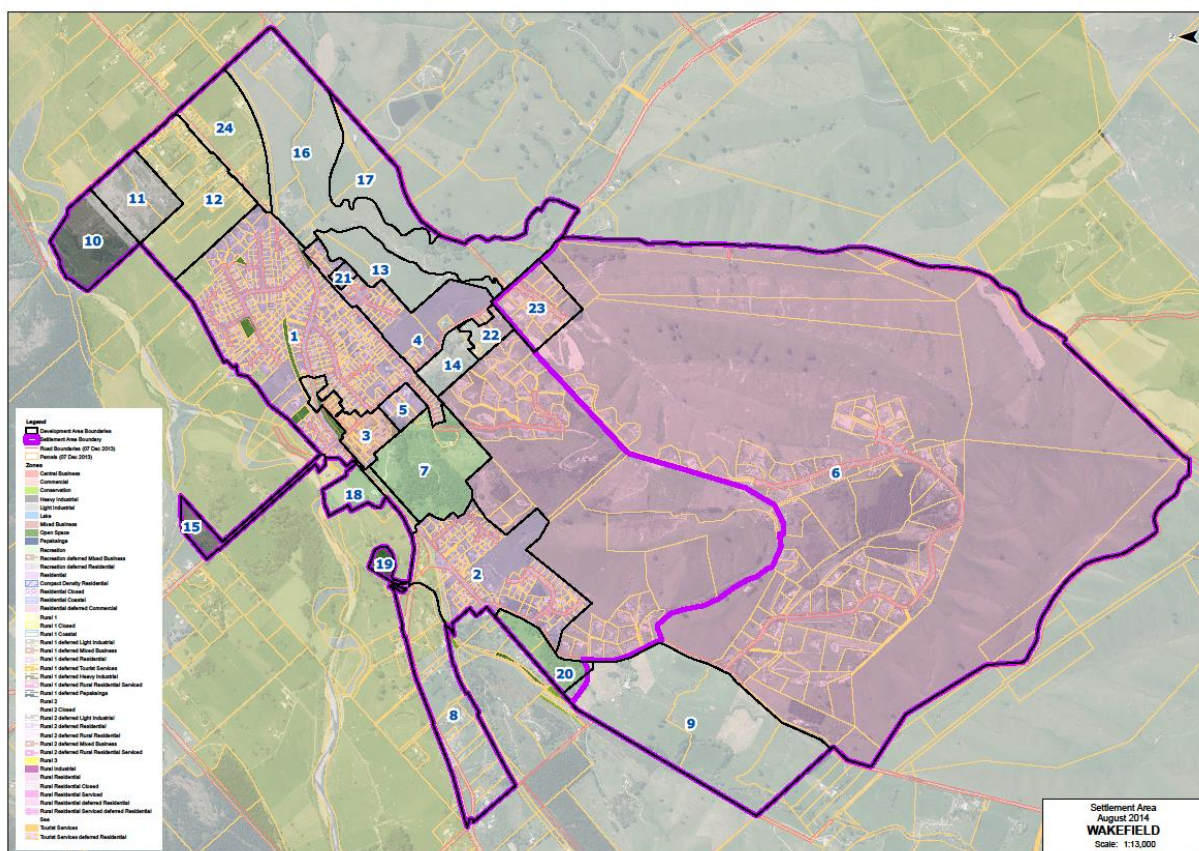 24
16
17
11
12
10
13
21
23
1
4
22
14
5
3
6
7
18
15
19
2
20
8
9
Legend
Development Area Boundaries
Settlement Area Boundry
Road Boundaries (07 Dec 2013)
Parcels (07 Dec 2013)
Zones
Central Business
Commercial
Conservation
Heavy Industrial
Light Industrial
Lake
Mixed Business
Open Space
Papakainga
Recreation
Recreation deferred Mixed Business
Recreation deferred Residential
Residential
Compact Density Residential
Residential Closed
Residential Coastal
Residential deferred Commercial
Rural 1
Rural 1 Closed
Rural 1 Coastal
Rural 1 deferred Light Industrial
Rural 1 deferred Mixed Business
Rural 1 deferred Residential
Rural 1 deferred Tourist Services
Rural 1 deferred Heavy Industrial
Rural 1 deferred Rural Residential Serviced
Rural 1 deferred Papakainga
Rural 2
Rural 2 Closed
Rural 2 deferred Light Industrial
Rural 2 deferred Residential
Rural 2 deferred Rural Residential
Rural 2 deferred Mixed Business
Rural 2 deferred Rural Residential Serviced
Rural 3
Rural Industrial
Rural Residential
Rural Residential Closed
Rural Residential Serviced
Rural Residential deferred Residential
Rural Residential Serviced deferred Residential
Sea
Tourist Services
Tourist Services deferred Residential
Settlement Area
August 2014
WAKEFIELD
Scale: 1:13,000